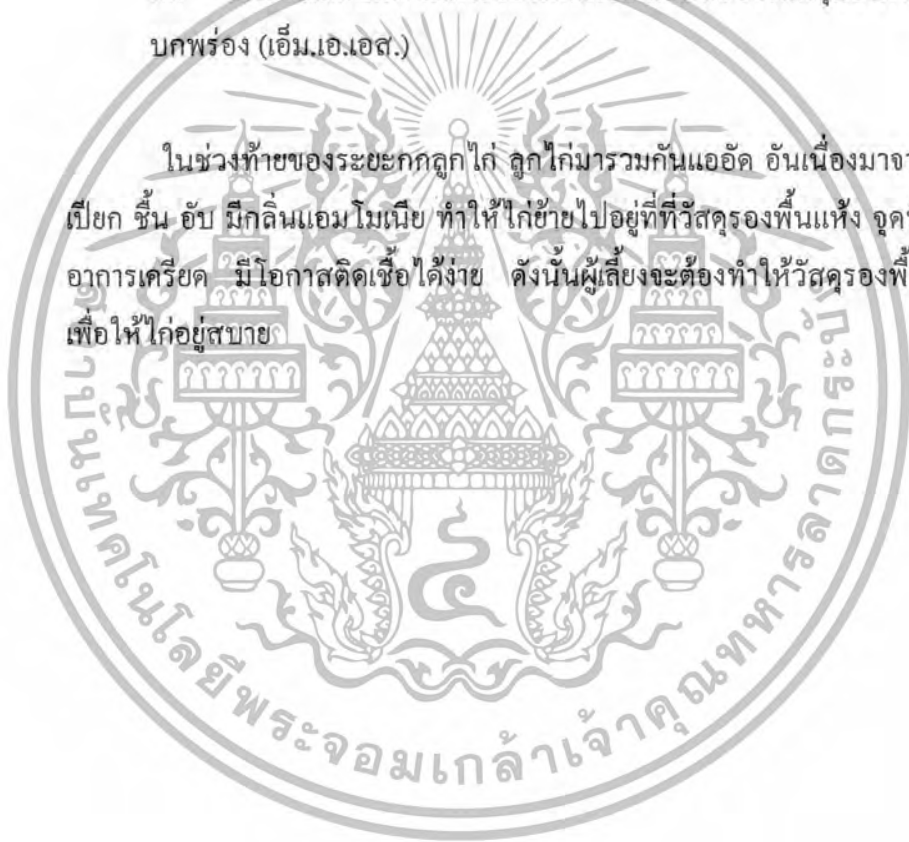 บกพร่อง (เอ็ม.เอ.เอส.)
ในช่วงท้ายของระยะกกลูกไก่ ลูกไก่มารวมกันแออัด อันเนื่องมาจา
เปียก ชื้น อับ มีกลิ่นแอมโมเนีย ทำให้ไก่ย้ายไปอยู่ที่ที่วัสดุรองพื้นแห้ง จุด
อาการเครียด มีโอกาสติดเชื้อได้ง่าย ดังนั้นผู้เลี้ยงจะต้องทำให้วัสดุรองพื้
เพื่อให้ไก่อยู่สบาย
สถาบันเทคโนโลยีพระจอมเกล้าเจ้าคุณทหารลาดกระบัง